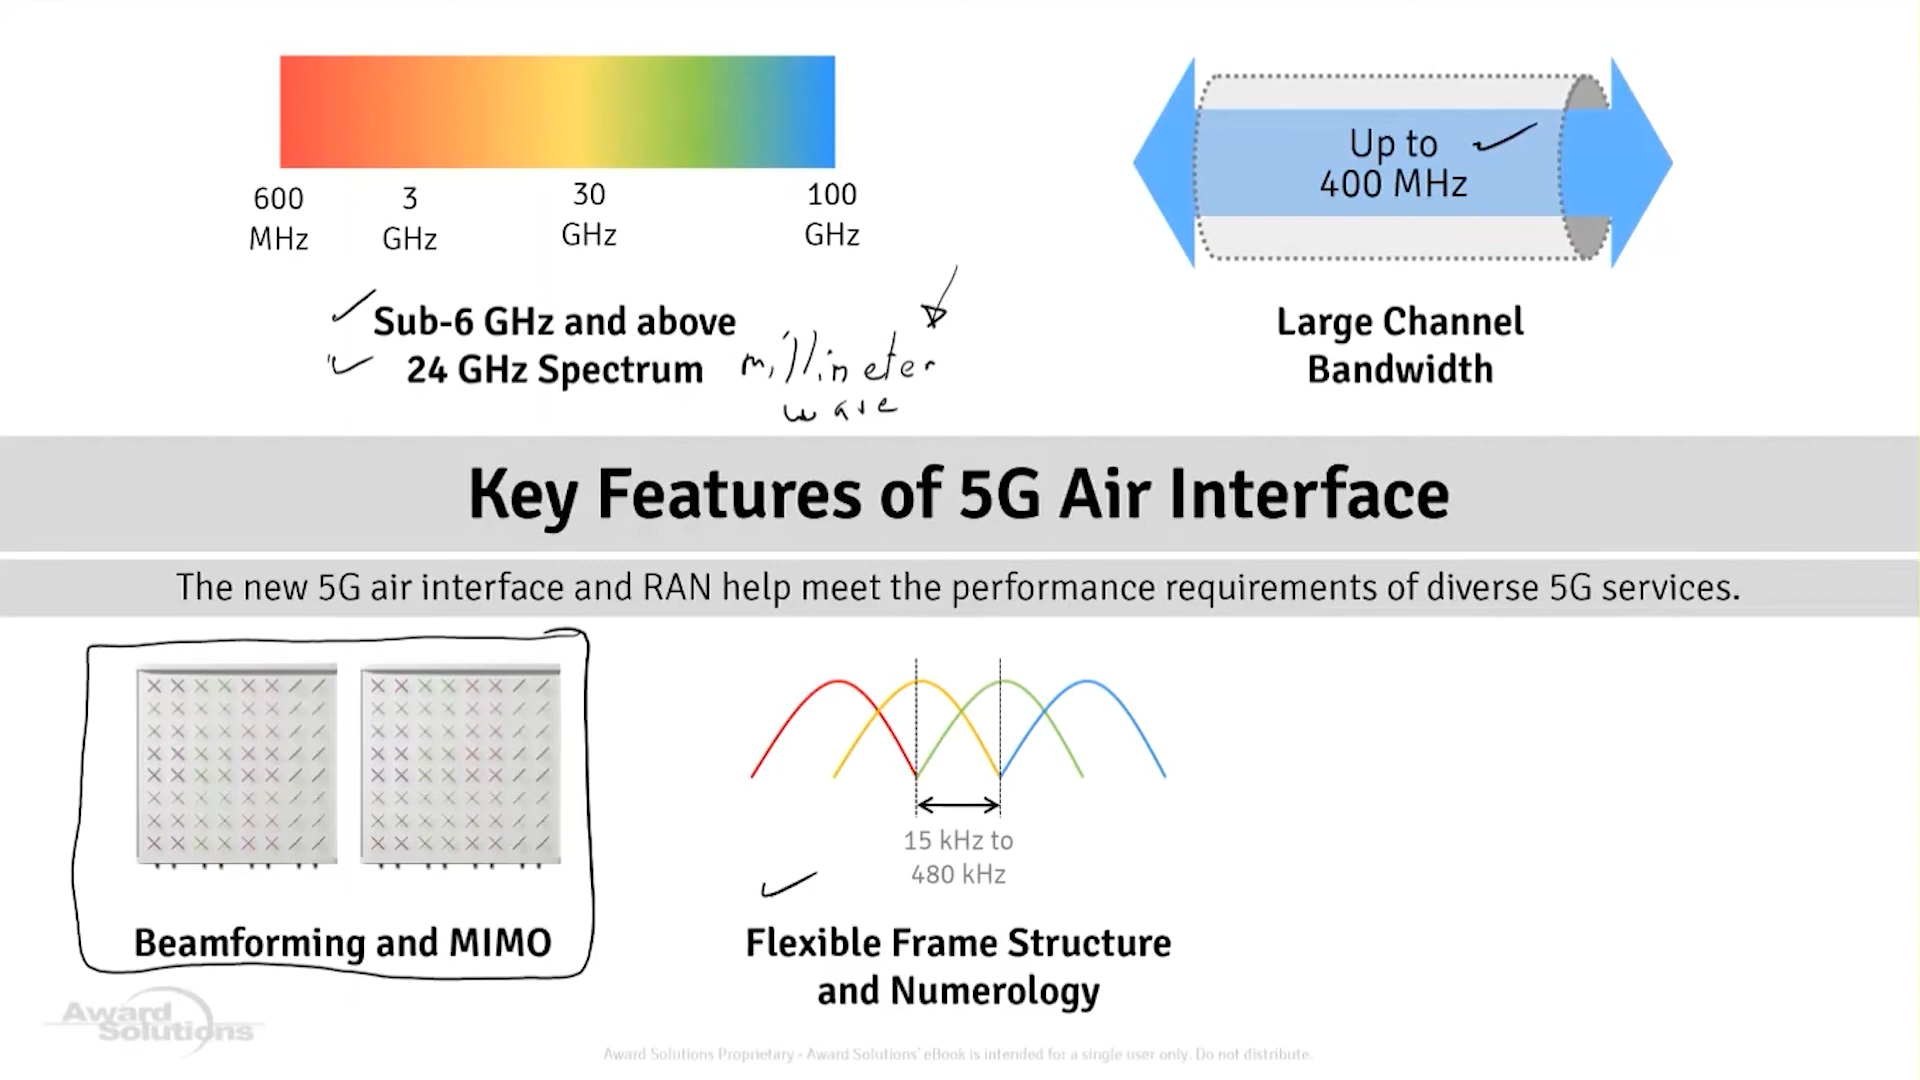 600
MHz
3
GHz
30
GHz
100
GHz
Sub-6 GHz and above
24 GHz Spectrum
millimeter
wave
Up to
400 MHz
Large Channel
Bandwidth
Key Features of 5G Air Interface
The new 5G air interface and RAN help meet the performance requirements of diverse 5G services.
Beamforming and MIMO
15 kHz to
480 kHz
Flexible Frame Structure
and Numerology
Award
Solutions
Award Solutions Proprietary - Award Solutions' eBook is intended for a single user only. Do not distribute.